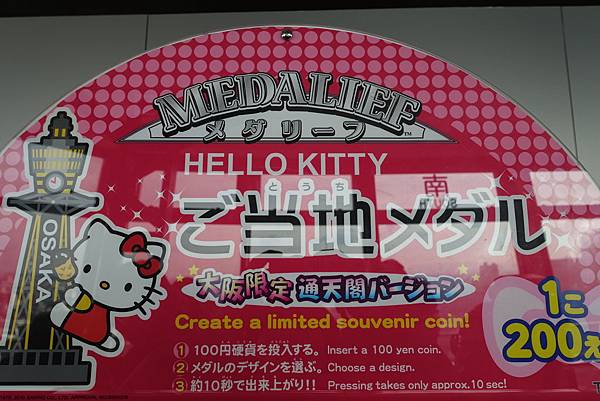 MEDALIEF™
メダリーフ
HELLO KITTY
とうち
ご当地メダル
南
OSAKA
大阪限定 通天閣バージョン
Create a limited souvenir coin!
1こ
200
① 100円硬貨を投入する。 Insert a 100 yen coin.
② メダルのデザインを選ぶ。 Choose a design.
③ 約10秒で出来上がり!! Pressing takes only approx.10 sec!